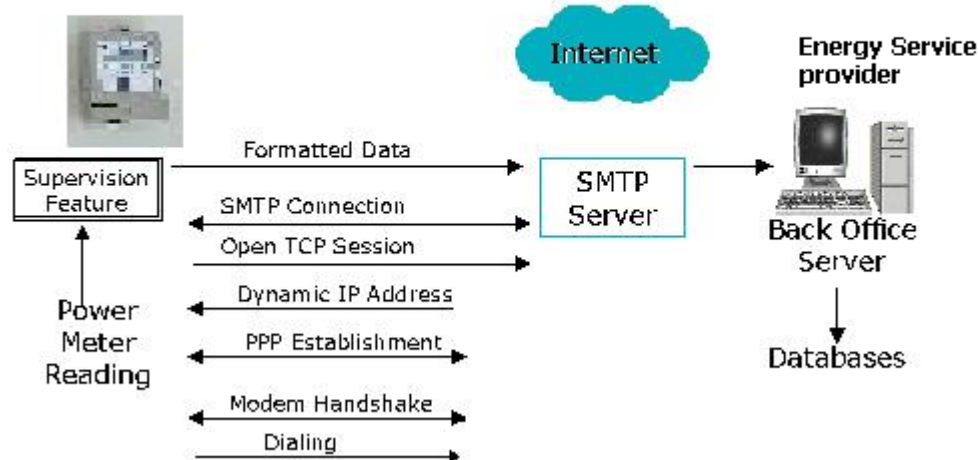 Internet
Energy Service
provider
Formatted Data
Supervision
Feature
SMTP
Server
SMTP Connection
Open TCP Session
Back Office
Server
Dynamic IP Address
Power
Meter
Reading
PPP Establishment
Databases
Modem Handshake
Dialing